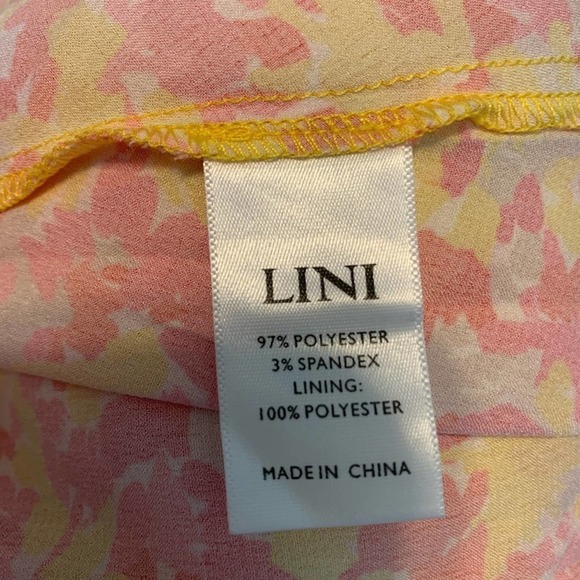 LINI
97% POLYESTER
3% SPANDEX
LINING:
100% POLYESTER
MADE IN CHINA